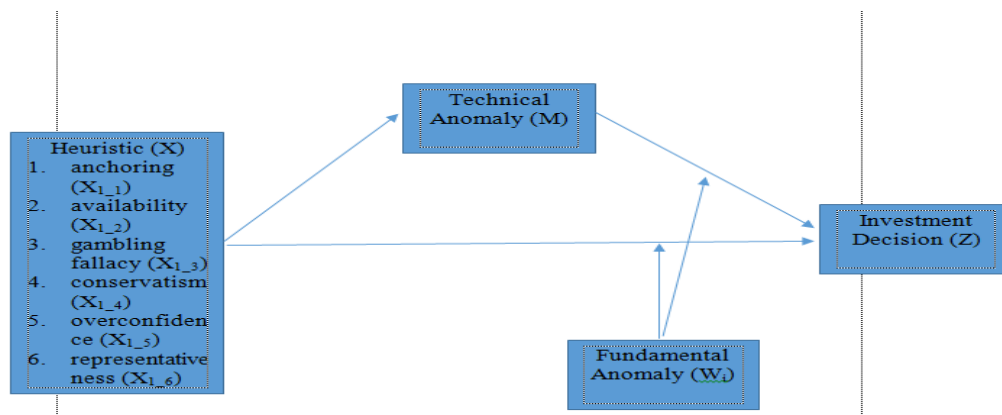 Technical
Anomaly (M)
Heuristic (X)
1. anchoring
(X1_1)
2. availability
(X1_2)
3. gambling
fallacy (X1_3)
4. conservatism
(X1_4)
5. overconfiden
ce (X1_5)
6. representative
ness (X1_6)
Investment
Decision (Z)
Fundamental
Anomaly (Wi)